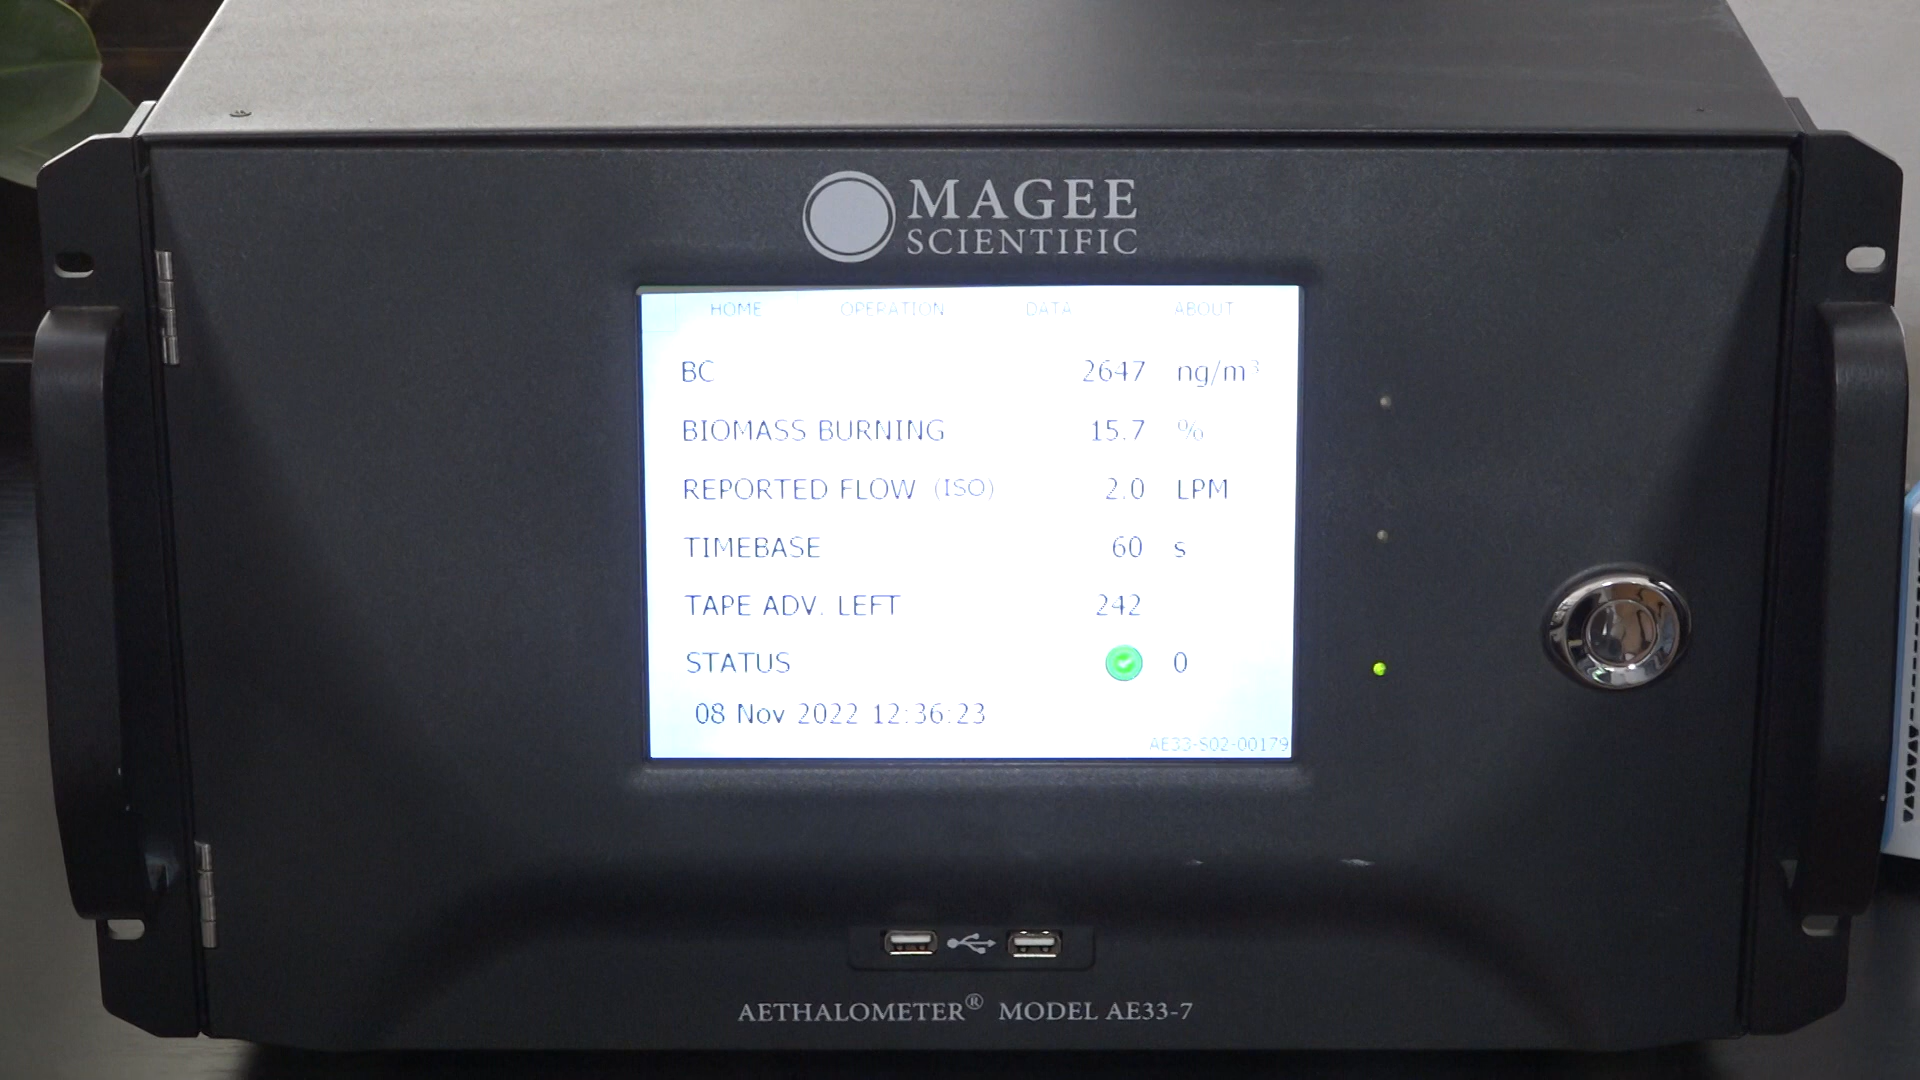 MAGEE
SCIENTIFIC
HOME OPERATION DATA ABOUT
BC 2647 ng/m³
BIOMASS BURNING 15.7 %
REPORTED FLOW (ISO) 2.0 LPM
TIMEBASE 60 s
TAPE ADV. LEFT 242
STATUS 0
08 Nov 2022 12:36:23
AE33-S02-00179
AETHALOMETER® MODEL AE33-7